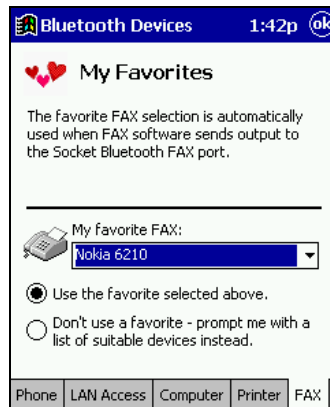 Bluetooth Devices 1:42p ok
My Favorites
The favorite FAX selection is automatically
used when FAX software sends output to
the Socket Bluetooth FAX port.
My favorite FAX:
Nokia 6210
Use the favorite selected above.
Don't use a favorite - prompt me with a
list of suitable devices instead.
Phone LAN Access Computer Printer FAX